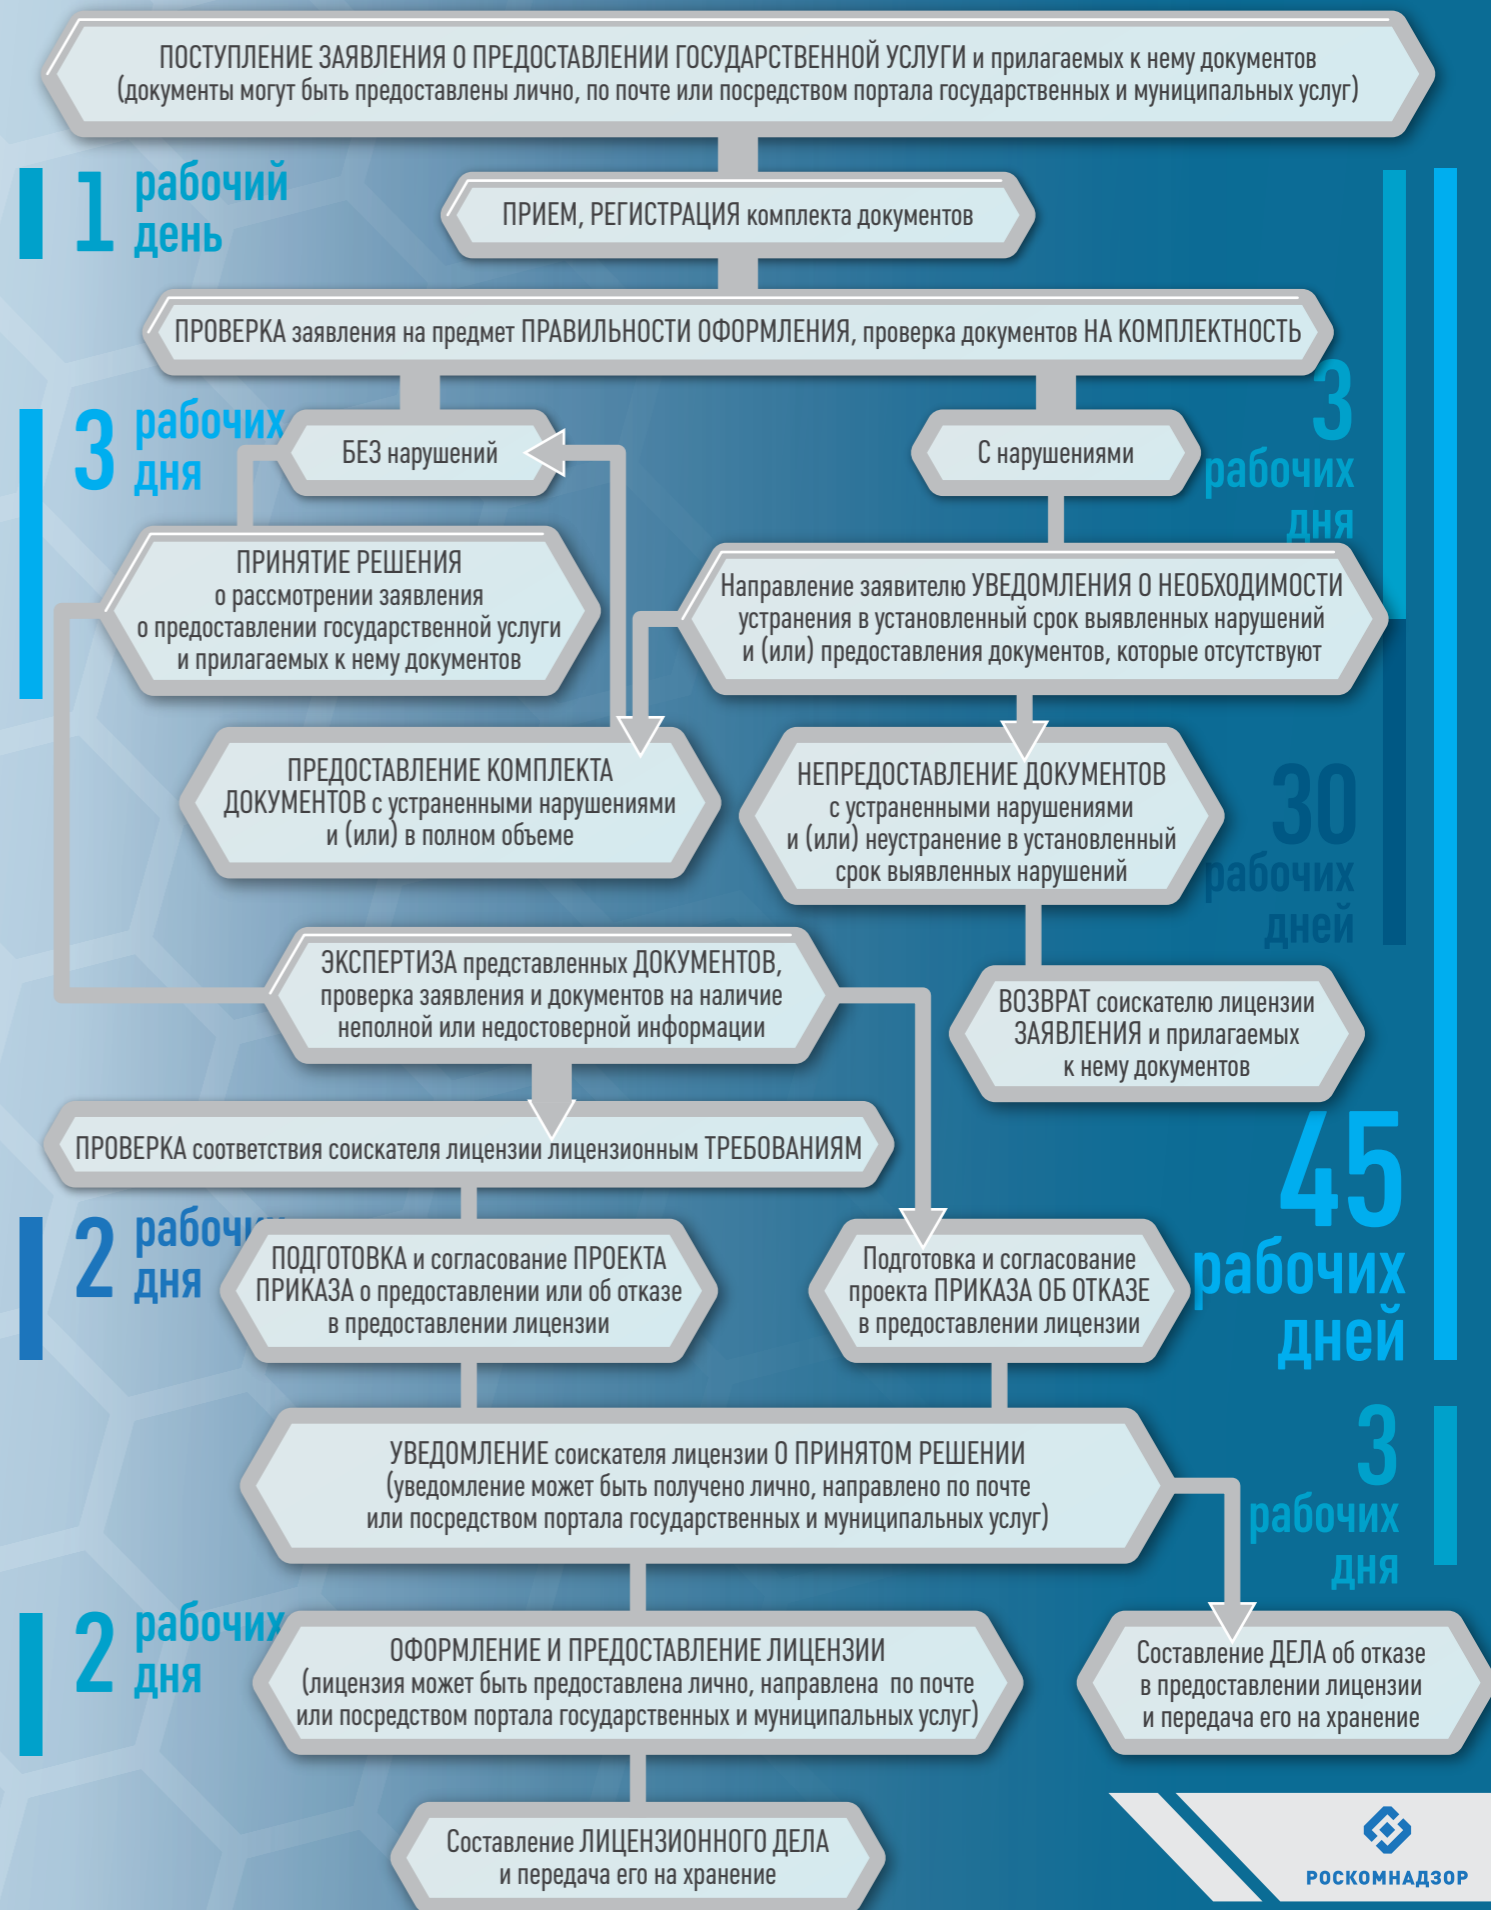 ПОСТУПЛЕНИЕ ЗАЯВЛЕНИЯ О ПРЕДОСТАВЛЕНИИ ГОСУДАРСТВЕННОЙ УСЛУГИ и прилагаемых к нему документов
(документы могут быть предоставлены лично, по почте или посредством портала государственных и муниципальных услуг)
1 рабочий
день
ПРИЕМ, РЕГИСТРАЦИЯ комплекта документов
ПРОВЕРКА заявления на предмет ПРАВИЛЬНОСТИ ОФОРМЛЕНИЯ, проверка документов НА КОМПЛЕКТНОСТЬ
3 рабочих
дня
БЕЗ нарушений
С нарушениями
3
рабочих
дня
ПРИНЯТИЕ РЕШЕНИЯ
о рассмотрении заявления
о предоставлении государственной услуги
и прилагаемых к нему документов
Направление заявителю УВЕДОМЛЕНИЯ О НЕОБХОДИМОСТИ
устранения в установленный срок выявленных нарушений
и (или) предоставления документов, которые отсутствуют
ПРЕДОСТАВЛЕНИЕ КОМПЛЕКТА
ДОКУМЕНТОВ с устраненными нарушениями
и (или) в полном объеме
НЕПРЕДОСТАВЛЕНИЕ ДОКУМЕНТОВ
с устраненными нарушениями
и (или) неустранение в установленный
срок выявленных нарушений
30
рабочих
дней
ЭКСПЕРТИЗА представленных ДОКУМЕНТОВ,
проверка заявления и документов на наличие
неполной или недостоверной информации
ВОЗВРАТ соискателю лицензии
ЗАЯВЛЕНИЯ и прилагаемых
к нему документов
ПРОВЕРКА соответствия соискателя лицензии лицензионным ТРЕБОВАНИЯМ
45
рабочих
дней
2 рабочих
дня
ПОДГОТОВКА и согласование ПРОЕКТА
ПРИКАЗА о предоставлении или об отказе
в предоставлении лицензии
Подготовка и согласование
проекта ПРИКАЗА ОБ ОТКАЗЕ
в предоставлении лицензии
УВЕДОМЛЕНИЕ соискателя лицензии О ПРИНЯТОМ РЕШЕНИИ
(уведомление может быть получено лично, направлено по почте
или посредством портала государственных и муниципальных услуг)
3
рабочих
дня
2 рабочих
дня
ОФОРМЛЕНИЕ И ПРЕДОСТАВЛЕНИЕ ЛИЦЕНЗИИ
(лицензия может быть предоставлена лично, направлена по почте
или посредством портала государственных и муниципальных услуг)
Составление ДЕЛА об отказе
в предоставлении лицензии
и передача его на хранение
Составление ЛИЦЕНЗИОННОГО ДЕЛА
и передача его на хранение
РОСКОМНАДЗОР